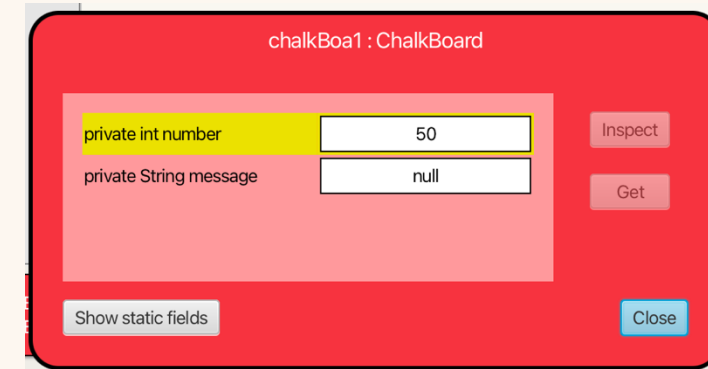 chalkBoa1 : ChalkBoard
private int number 50
Inspect
private String message null
Get
Show static fields
Close